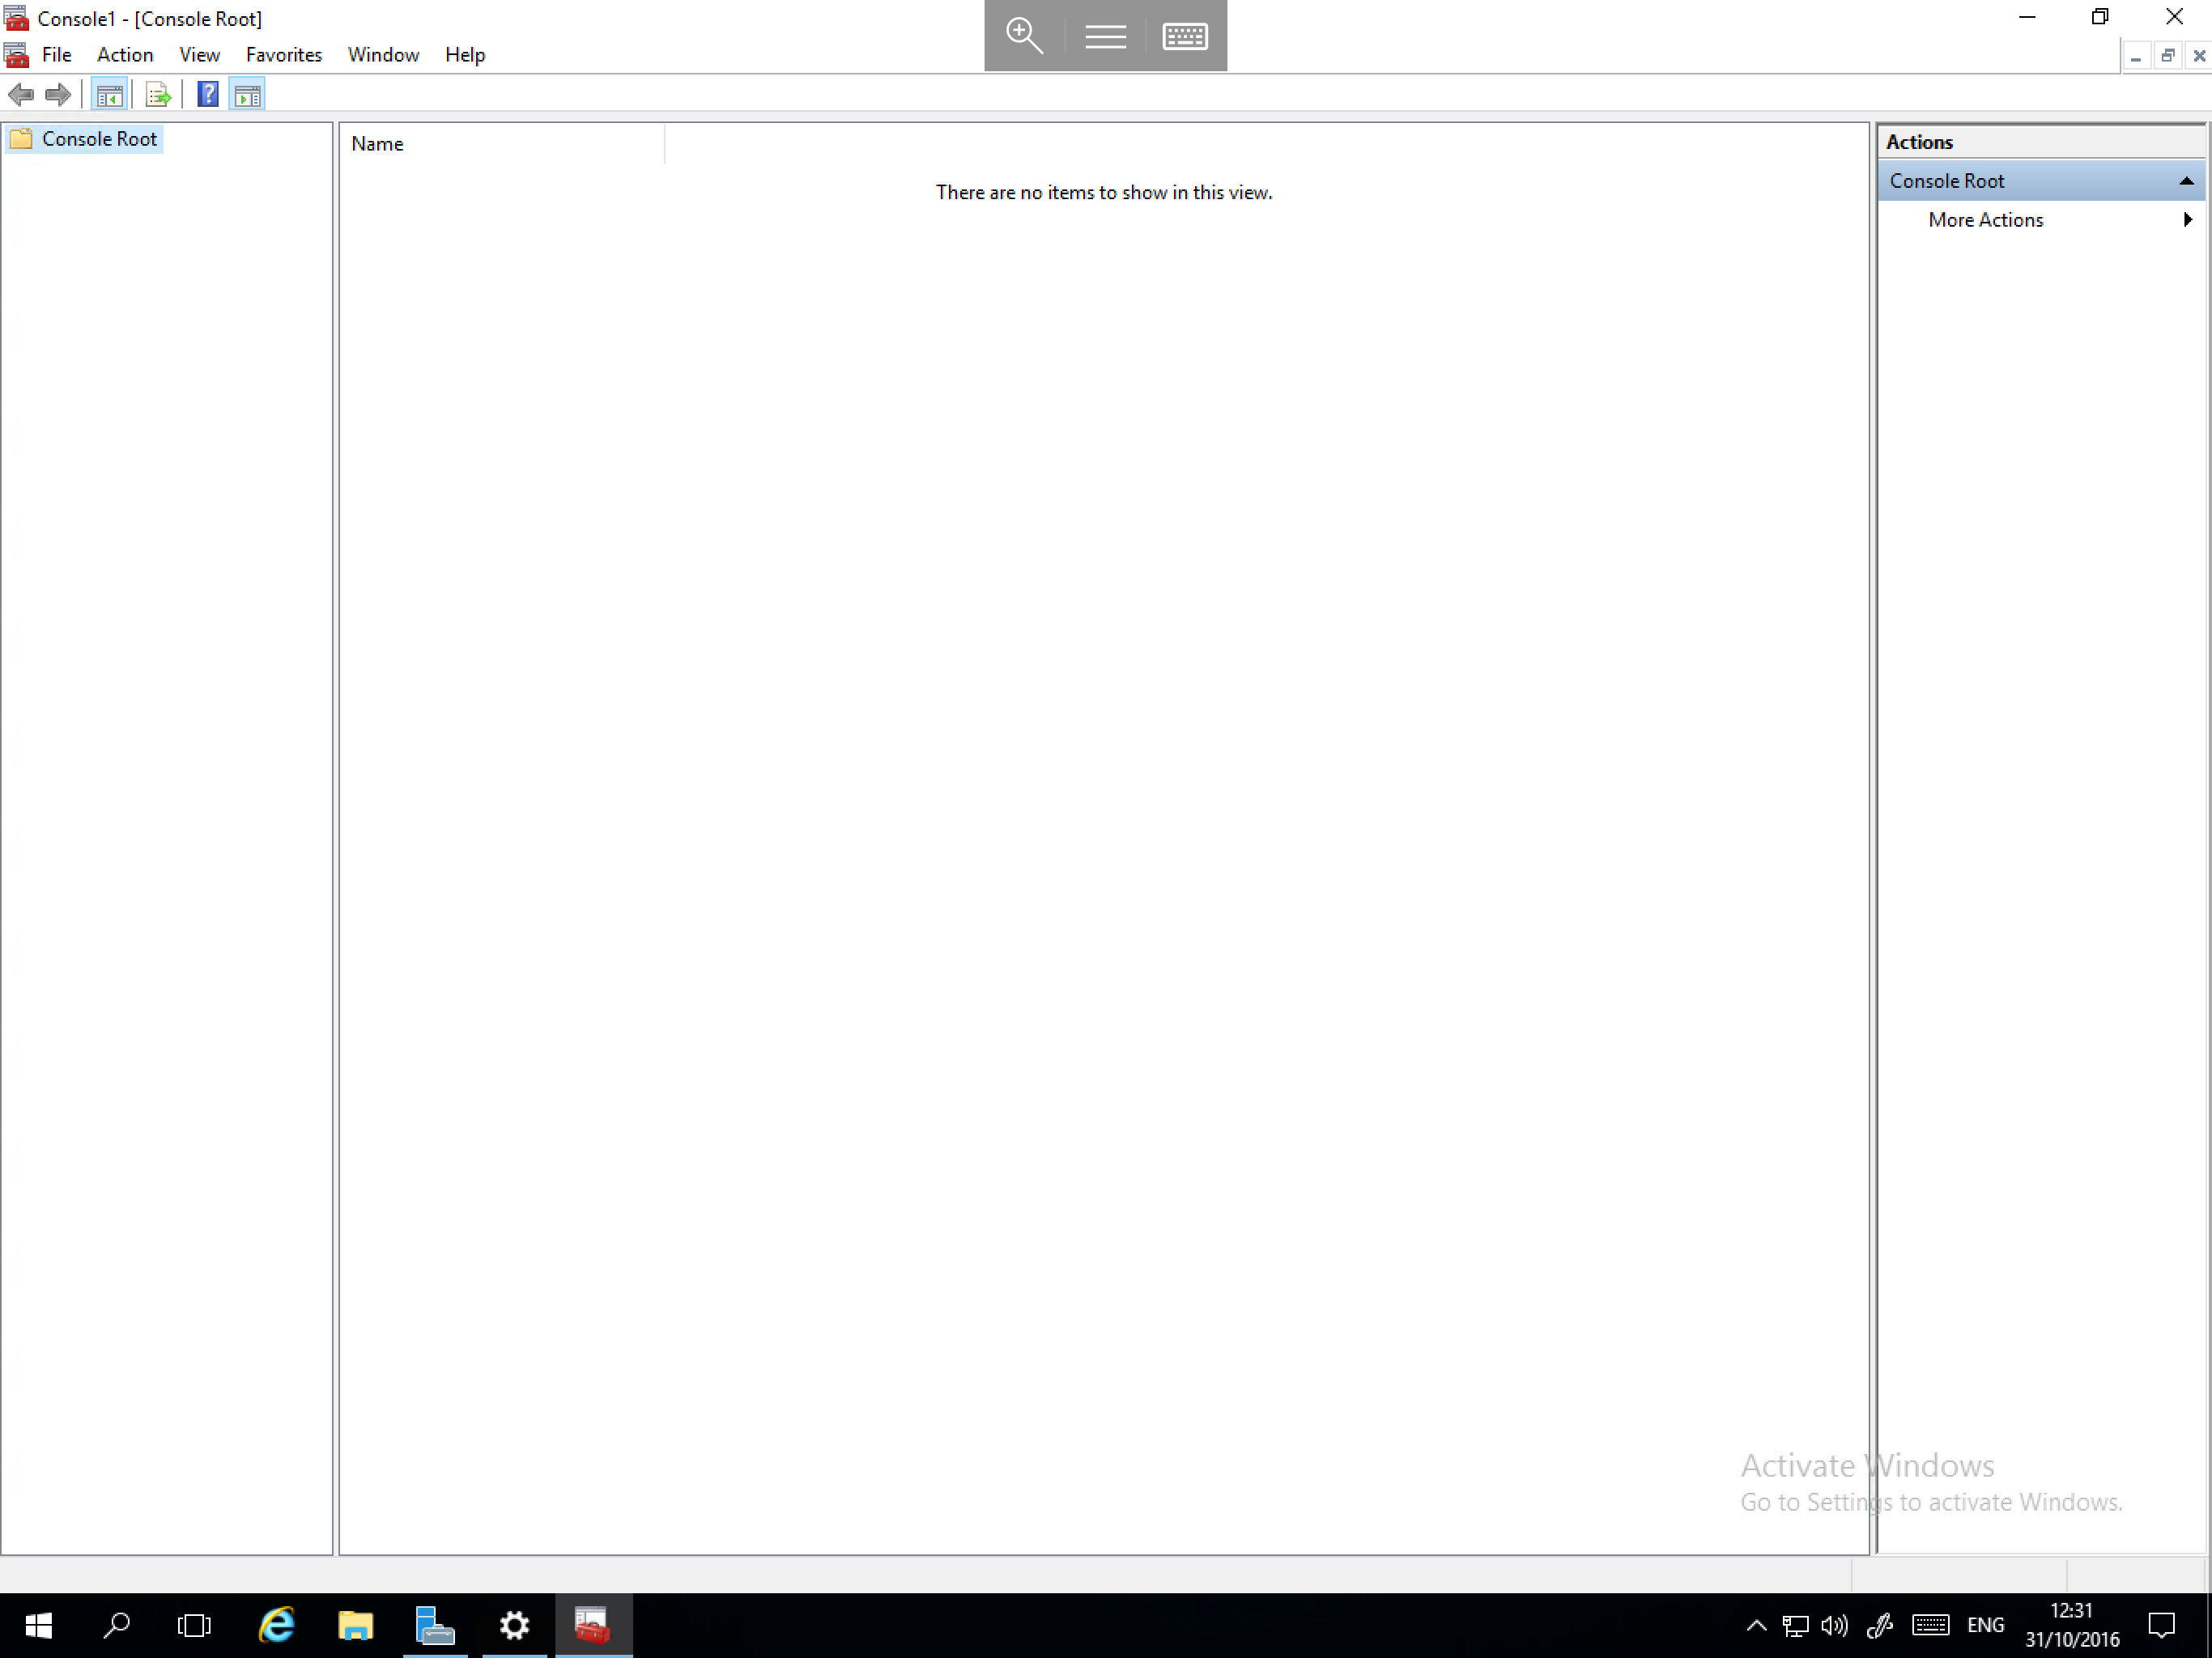 Console1 - [Console Root]
File Action View Favorites Window Help
Console Root
Name
There are no items to show in this view.
Actions
Console Root
More Actions
Activate Windows
Go to Settings to activate Windows.
ENG
12:31
31/10/2016